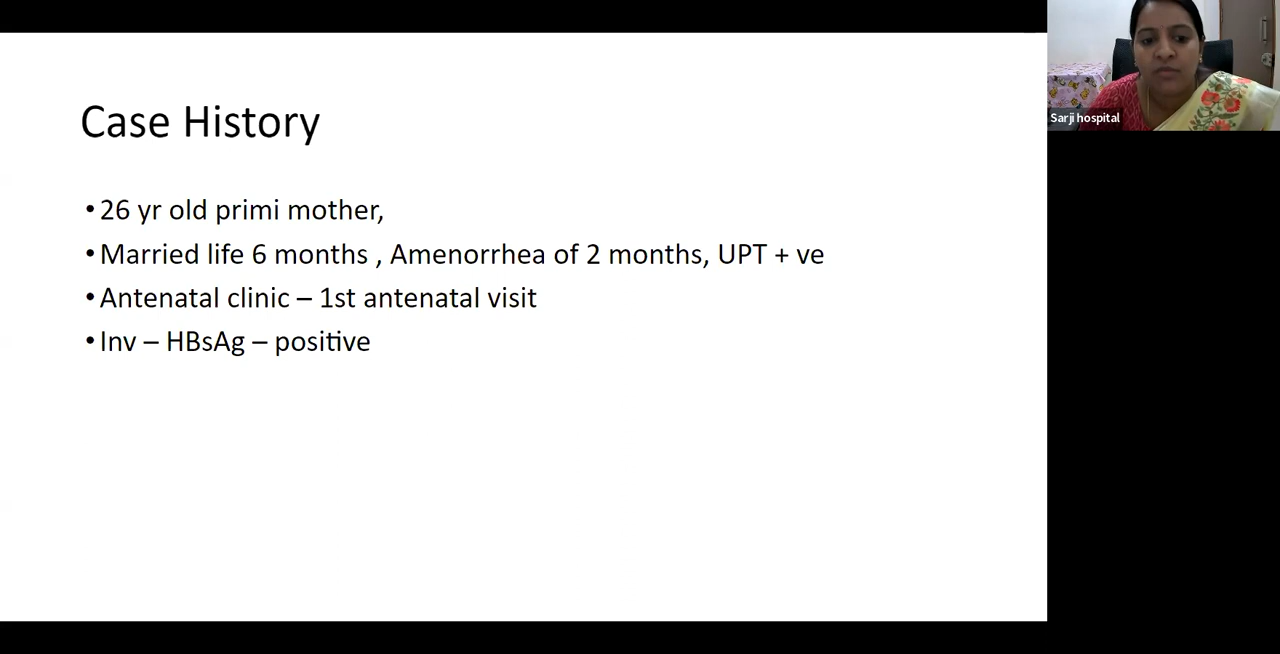 Case History
•26 yr old primi mother,
•Married life 6 months , Amenorrhea of 2 months, UPT + ve
•Antenatal clinic – 1st antenatal visit
•Inv – HBsAg – positive
Sarji hospital